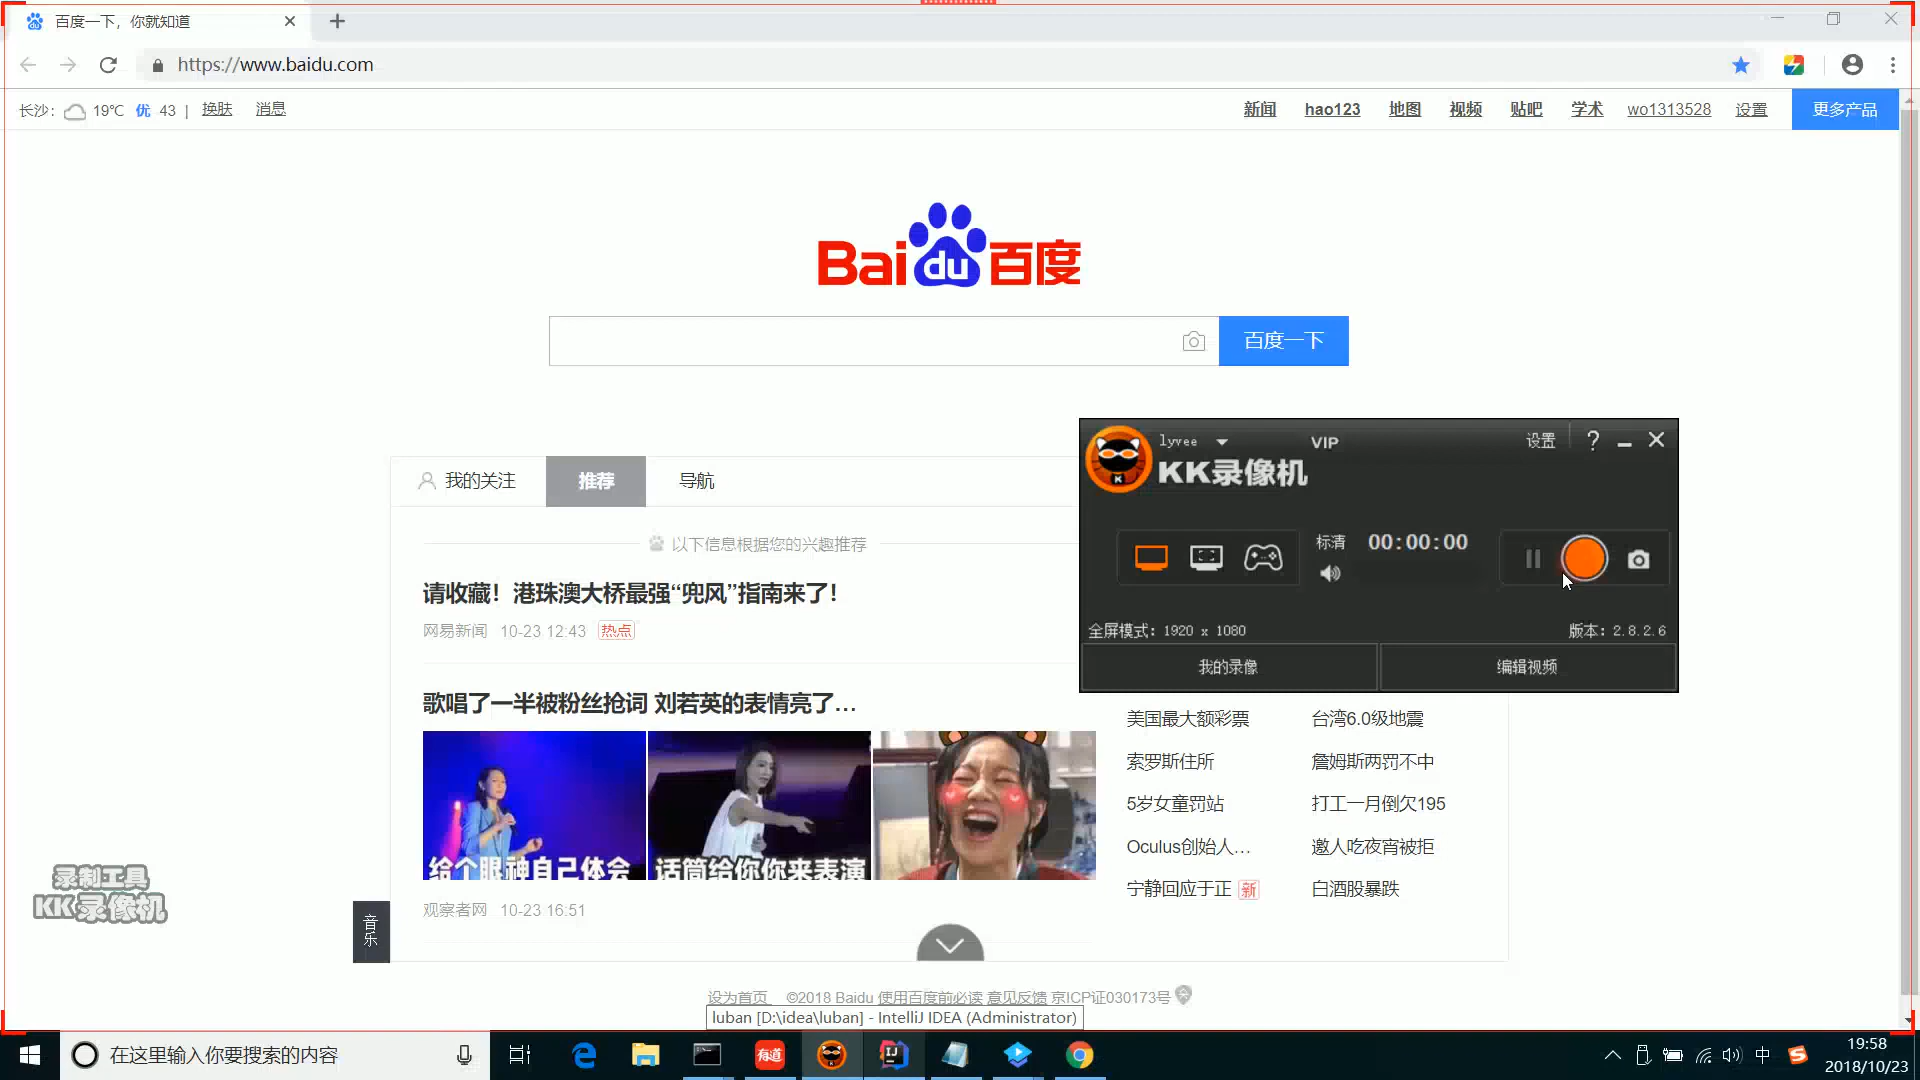 百度一下，你就知道
https://www.baidu.com
长沙： 19℃ 优 43 | 换肤 消息
新闻 hao123 地图 视频 贴吧 学术 wo1313528 设置 更多产品
Bai du 百度
百度一下
lyvee VIP 设置 ?
KK录像机
标清 00:00:00
全屏模式：1920 x 1080 版本：2.8.2.6
我的录像 编辑视频
我的关注 推荐 导航
以下信息根据您的兴趣推荐
请收藏！港珠澳大桥最强“兜风”指南来了！
网易新闻 10-23 12:43 热点
歌唱了一半被粉丝抢词 刘若英的表情亮了...
给个眼神自己体会
话筒给你你来表演
观察者网 10-23 16:51
美国最大额彩票 台湾6.0级地震
索罗斯住所 詹姆斯两罚不中
5岁女童罚站 打工一月倒欠195
Oculus创始人... 邀人吃夜宵被拒
宁静回应于正 新 白酒股暴跌
录制工具
KK录像机
音乐
设为首页 ©2018 Baidu 使用百度前必读 意见反馈 京ICP证030173号
luban [D:\idea\luban] - IntelliJ IDEA (Administrator)
在这里输入你要搜索的内容
有道
IJ
中
S
19:58
2018/10/23